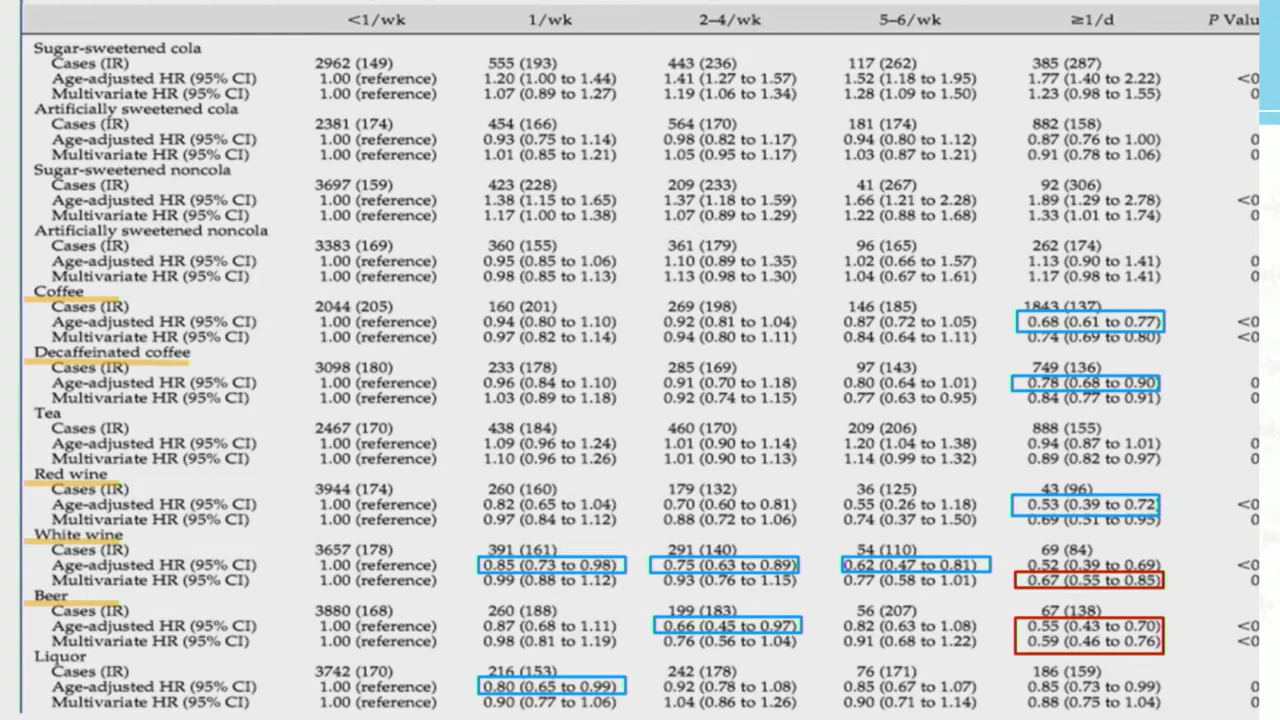 <1/wk 1/wk 2–4/wk 5–6/wk ≥1/d P Valu
Sugar-sweetened cola
Cases (IR) 2962 (149) 555 (193) 443 (236) 117 (262) 385 (287)
Age-adjusted HR (95% CI) 1.00 (reference) 1.20 (1.00 to 1.44) 1.41 (1.27 to 1.57) 1.52 (1.18 to 1.95) 1.77 (1.40 to 2.22) <0
Multivariate HR (95% CI) 1.00 (reference) 1.07 (0.89 to 1.27) 1.19 (1.06 to 1.34) 1.28 (1.09 to 1.50) 1.23 (0.98 to 1.55) 0
Artificially sweetened cola
Cases (IR) 2381 (174) 454 (166) 564 (170) 181 (174) 882 (158)
Age-adjusted HR (95% CI) 1.00 (reference) 0.93 (0.75 to 1.14) 0.98 (0.82 to 1.17) 0.94 (0.80 to 1.12) 0.87 (0.76 to 1.00) 0
Multivariate HR (95% CI) 1.00 (reference) 1.01 (0.85 to 1.21) 1.05 (0.95 to 1.17) 1.03 (0.87 to 1.21) 0.91 (0.78 to 1.06) 0
Sugar-sweetened noncola
Cases (IR) 3697 (159) 423 (228) 209 (233) 41 (267) 92 (306)
Age-adjusted HR (95% CI) 1.00 (reference) 1.38 (1.15 to 1.65) 1.37 (1.18 to 1.59) 1.66 (1.21 to 2.28) 1.89 (1.29 to 2.78) <0
Multivariate HR (95% CI) 1.00 (reference) 1.17 (1.00 to 1.38) 1.07 (0.89 to 1.29) 1.22 (0.88 to 1.68) 1.33 (1.01 to 1.74) 0
Artificially sweetened noncola
Cases (IR) 3383 (169) 360 (155) 361 (179) 96 (165) 262 (174)
Age-adjusted HR (95% CI) 1.00 (reference) 0.95 (0.85 to 1.06) 1.10 (0.89 to 1.35) 1.02 (0.66 to 1.57) 1.13 (0.90 to 1.41) 0
Multivariate HR (95% CI) 1.00 (reference) 0.98 (0.85 to 1.13) 1.13 (0.98 to 1.30) 1.04 (0.67 to 1.61) 1.17 (0.98 to 1.41) 0
Coffee
Cases (IR) 2044 (205) 160 (201) 269 (198) 146 (185) 1843 (137)
Age-adjusted HR (95% CI) 1.00 (reference) 0.94 (0.80 to 1.10) 0.92 (0.81 to 1.04) 0.87 (0.72 to 1.05) 0.68 (0.61 to 0.77) <0
Multivariate HR (95% CI) 1.00 (reference) 0.97 (0.82 to 1.14) 0.94 (0.80 to 1.11) 0.84 (0.64 to 1.11) 0.74 (0.69 to 0.80) <0
Decaffeinated coffee
Cases (IR) 3098 (180) 233 (178) 285 (169) 97 (143) 749 (136)
Age-adjusted HR (95% CI) 1.00 (reference) 0.96 (0.84 to 1.10) 0.91 (0.70 to 1.18) 0.80 (0.64 to 1.01) 0.78 (0.68 to 0.90) 0
Multivariate HR (95% CI) 1.00 (reference) 1.03 (0.89 to 1.18) 0.92 (0.74 to 1.15) 0.77 (0.63 to 0.95) 0.84 (0.77 to 0.91) 0
Tea
Cases (IR) 2467 (170) 438 (184) 460 (170) 209 (206) 888 (155)
Age-adjusted HR (95% CI) 1.00 (reference) 1.09 (0.96 to 1.24) 1.01 (0.90 to 1.14) 1.20 (1.04 to 1.38) 0.94 (0.87 to 1.01) 0
Multivariate HR (95% CI) 1.00 (reference) 1.10 (0.96 to 1.26) 1.01 (0.90 to 1.13) 1.14 (0.99 to 1.32) 0.89 (0.82 to 0.97) 0
Red wine
Cases (IR) 3944 (174) 260 (160) 179 (132) 36 (125) 43 (96)
Age-adjusted HR (95% CI) 1.00 (reference) 0.82 (0.65 to 1.04) 0.70 (0.60 to 0.81) 0.55 (0.26 to 1.18) 0.53 (0.39 to 0.72) <0
Multivariate HR (95% CI) 1.00 (reference) 0.97 (0.84 to 1.12) 0.88 (0.72 to 1.06) 0.74 (0.37 to 1.50) 0.69 (0.51 to 0.95) 0
White wine
Cases (IR) 3657 (178) 391 (161) 291 (140) 54 (110) 69 (84)
Age-adjusted HR (95% CI) 1.00 (reference) 0.85 (0.73 to 0.98) 0.75 (0.63 to 0.89) 0.62 (0.47 to 0.81) 0.52 (0.39 to 0.69) <0
Multivariate HR (95% CI) 1.00 (reference) 0.99 (0.88 to 1.12) 0.93 (0.76 to 1.15) 0.77 (0.58 to 1.01) 0.67 (0.55 to 0.85) 0
Beer
Cases (IR) 3880 (168) 260 (188) 199 (183) 56 (207) 67 (138)
Age-adjusted HR (95% CI) 1.00 (reference) 0.87 (0.68 to 1.11) 0.66 (0.45 to 0.97) 0.82 (0.63 to 1.08) 0.55 (0.43 to 0.70) <0
Multivariate HR (95% CI) 1.00 (reference) 0.98 (0.81 to 1.19) 0.76 (0.56 to 1.04) 0.91 (0.68 to 1.22) 0.59 (0.46 to 0.76) <0
Liquor
Cases (IR) 3742 (170) 216 (153) 242 (178) 76 (171) 186 (159)
Age-adjusted HR (95% CI) 1.00 (reference) 0.80 (0.65 to 0.99) 0.92 (0.78 to 1.08) 0.85 (0.67 to 1.07) 0.85 (0.73 to 0.99) 0
Multivariate HR (95% CI) 1.00 (reference) 0.90 (0.77 to 1.06) 1.04 (0.86 to 1.26) 0.90 (0.71 to 1.14) 0.88 (0.75 to 1.04) 0